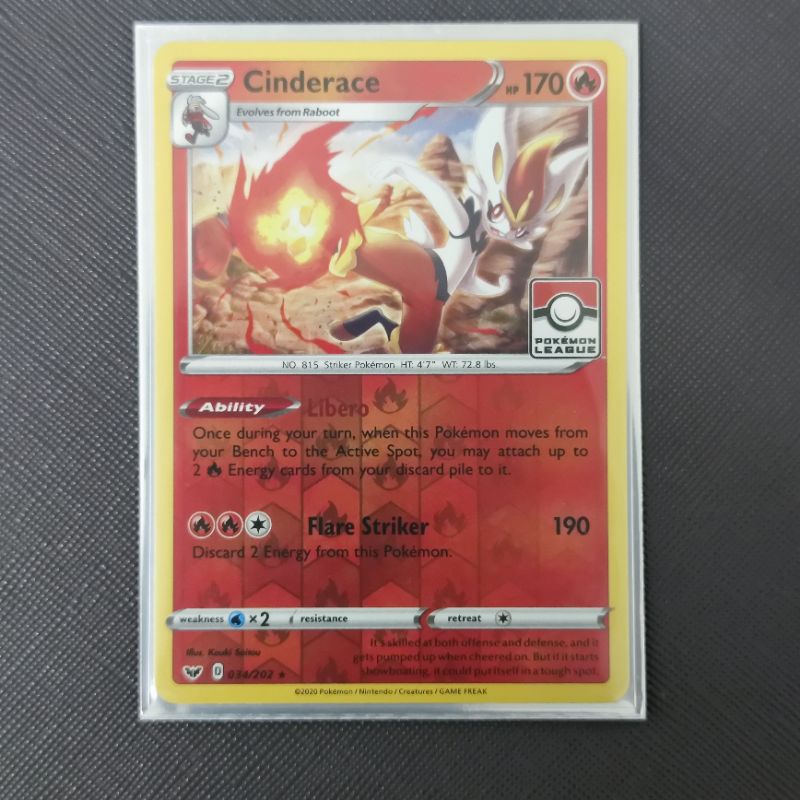 STAGE 2
Cinderace
HP 170
Evolves from Raboot
POKÉMON
LEAGUE
NO. 815 Striker Pokémon HT: 4'7" WT: 72.8 lbs.
Ability Libero
Once during your turn, when this Pokémon moves from
your Bench to the Active Spot, you may attach up to
2 Energy cards from your discard pile to it.
Flare Striker 190
Discard 2 Energy from this Pokémon.
weakness ×2 resistance retreat
Illus. Kouki Saitou
It's skilled at both offense and defense, and it
gets pumped up when cheered on. But if it starts
showboating, it could put itself in a tough spot.
D 034/202 ★
©2020 Pokémon / Nintendo / Creatures / GAME FREAK